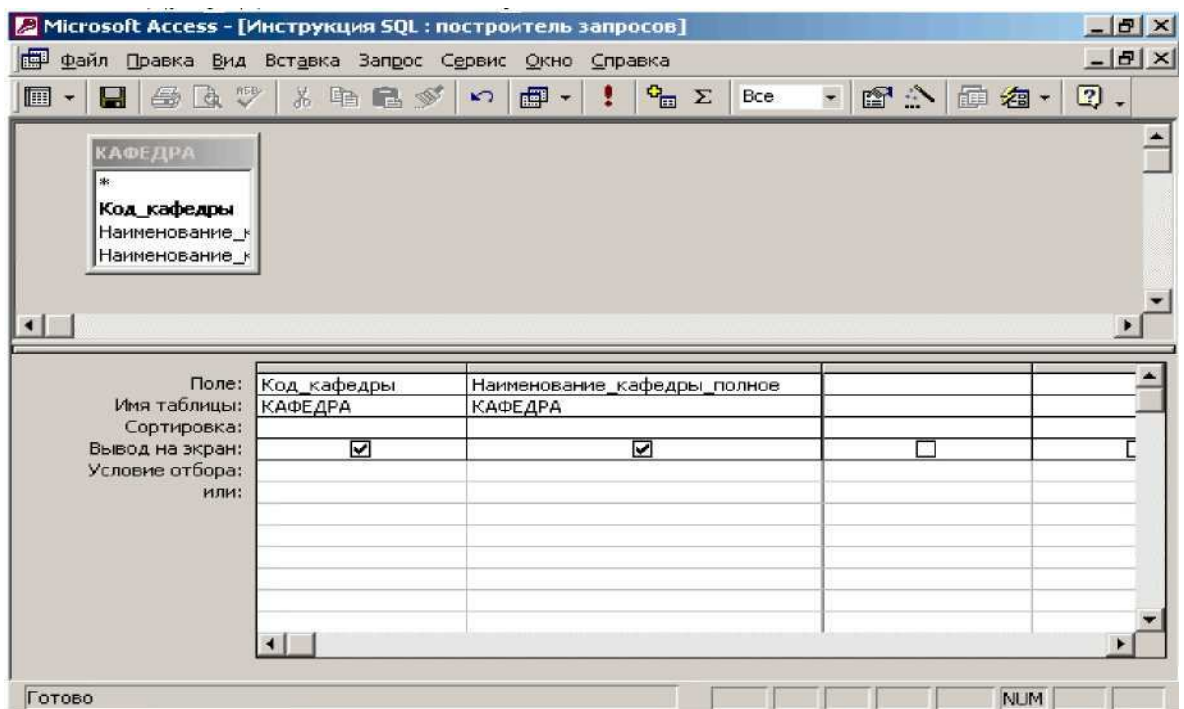 Microsoft Access - [Инструкция SQL : построитель запросов]
Файл Правка Вид Вставка Запрос Сервис Окно Справка
Все
КАФЕДРА
*
Код_кафедры
Наименование_к
Наименование_к
Поле: Код_кафедры Наименование_кафедры_полное
Имя таблицы: КАФЕДРА КАФЕДРА
Сортировка:
Вывод на экран:
Условие отбора:
или:
Готово NUM